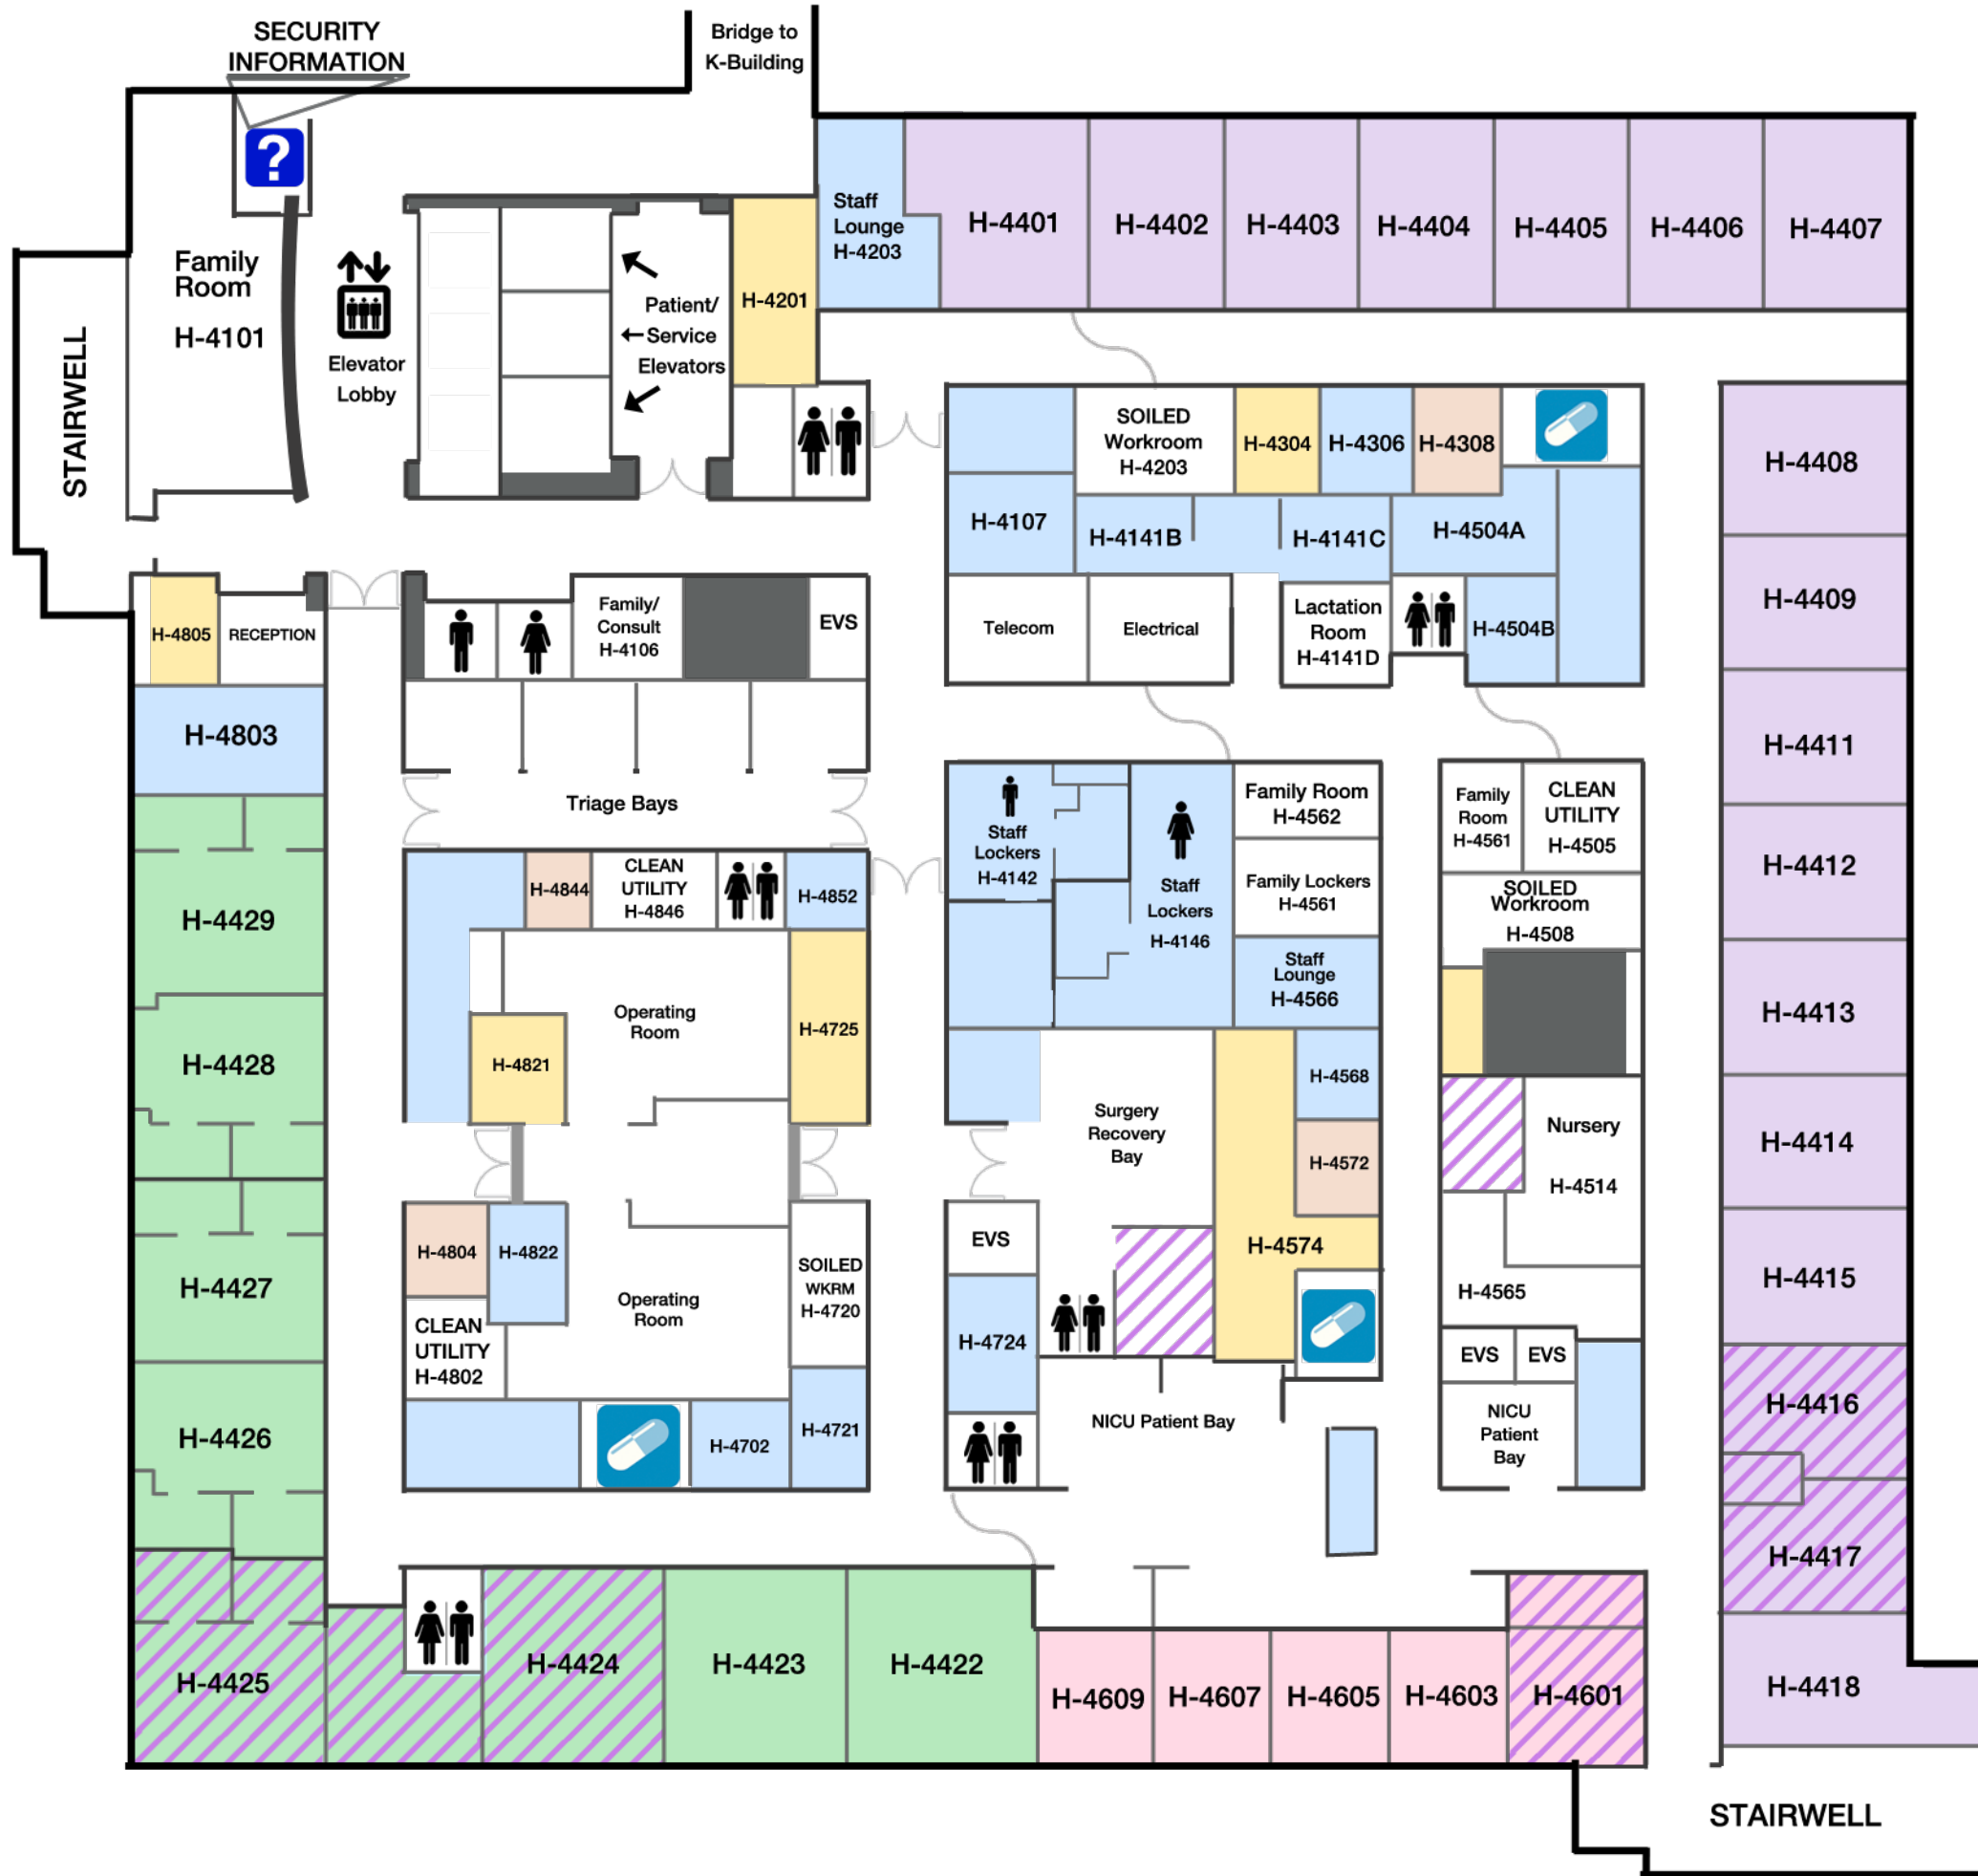 SECURITY
INFORMATION
Bridge to
K-Building
?
Family
Room
H-4101
STAIRWELL
Elevator
Lobby
Patient/
Service
Elevators
H-4201
Staff
Lounge
H-4203
H-4401
H-4402
H-4403
H-4404
H-4405
H-4406
H-4407
SOILED
Workroom
H-4203
H-4304
H-4306
H-4308
H-4107
H-4141B
H-4141C
H-4504A
Telecom
Electrical
Lactation
Room
H-4141D
H-4504B
H-4408
H-4409
H-4411
H-4412
H-4413
H-4414
H-4415
H-4416
H-4417
H-4418
H-4805
RECEPTION
Family/
Consult
H-4106
EVS
H-4803
Triage Bays
H-4429
H-4428
H-4427
H-4426
H-4425
H-4844
CLEAN
UTILITY
H-4846
H-4852
Operating
Room
H-4725
H-4821
H-4804
H-4822
CLEAN
UTILITY
H-4802
Operating
Room
SOILED
WKRM
H-4720
H-4702
H-4721
Staff
Lockers
H-4142
Staff
Lockers
H-4146
Family Room
H-4562
Family Lockers
H-4561
Staff
Lounge
H-4566
Surgery
Recovery
Bay
H-4568
H-4572
H-4574
EVS
H-4724
NICU Patient Bay
Family
Room
H-4561
CLEAN
UTILITY
H-4505
SOILED
Workroom
H-4508
Nursery
H-4514
H-4565
EVS
EVS
NICU
Patient
Bay
H-4424
H-4423
H-4422
H-4609
H-4607
H-4605
H-4603
H-4601
STAIRWELL